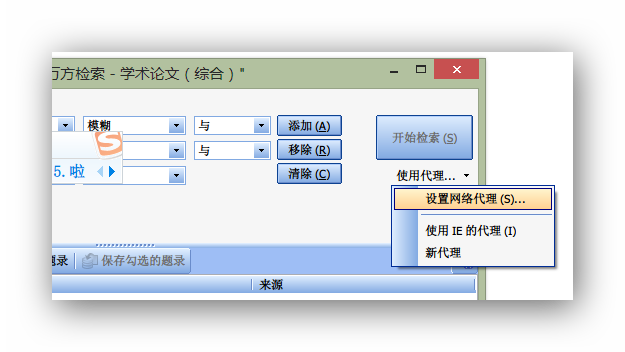 万方检索 - 学术论文（综合）"
模糊 与 添加 (A) 开始检索 (S)
5. 啦 与 移除 (R)
清除 (C) 使用代理...
设置网络代理 (S)...
使用 IE 的代理 (I)
新代理
题录 保存勾选的题录
来源